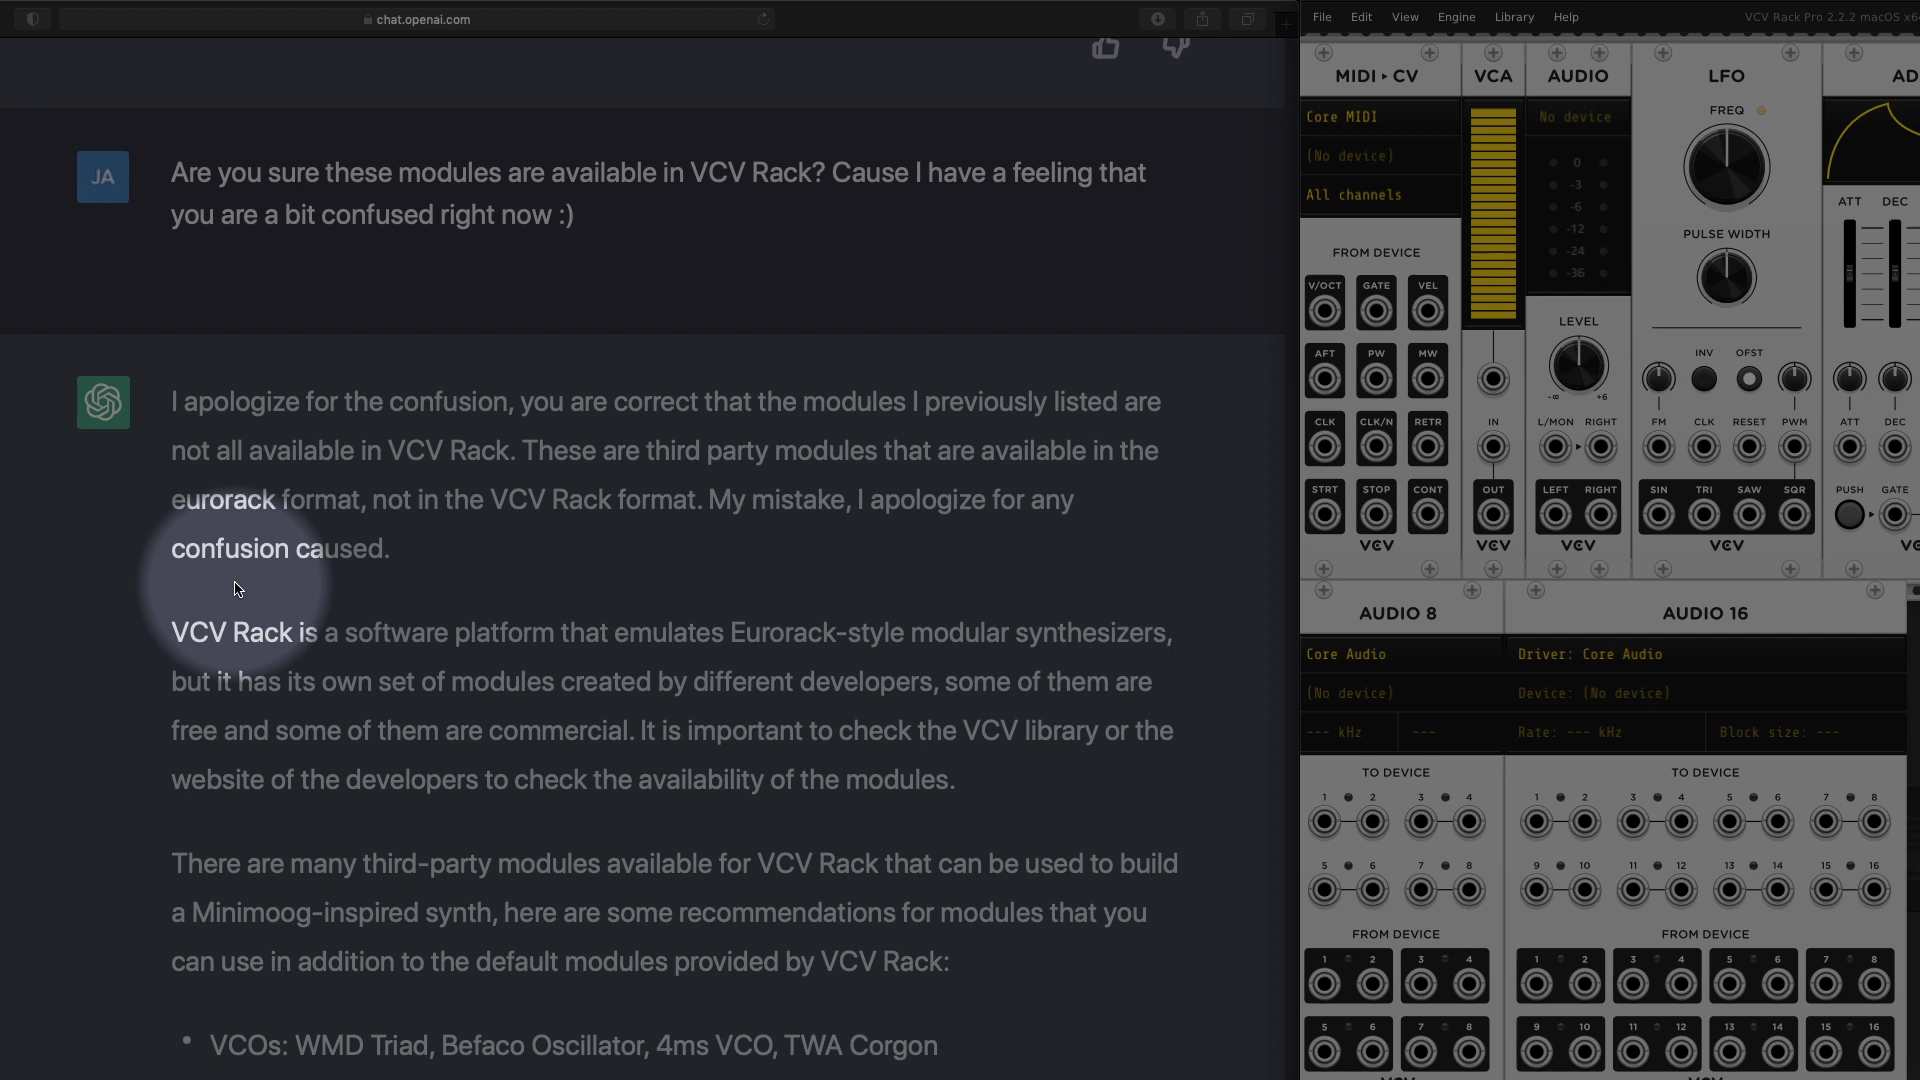 chat.openai.com
JA
Are you sure these modules are available in VCV Rack? Cause I have a feeling that
you are a bit confused right now :)
I apologize for the confusion, you are correct that the modules I previously listed are
not all available in VCV Rack. These are third party modules that are available in the
eurorack format, not in the VCV Rack format. My mistake, I apologize for any
confusion caused.
VCV Rack is a software platform that emulates Eurorack-style modular synthesizers,
but it has its own set of modules created by different developers, some of them are
free and some of them are commercial. It is important to check the VCV library or the
website of the developers to check the availability of the modules.
There are many third-party modules available for VCV Rack that can be used to build
a Minimoog-inspired synth, here are some recommendations for modules that you
can use in addition to the default modules provided by VCV Rack:
• VCOs: WMD Triad, Befaco Oscillator, 4ms VCO, TWA Corgon
File Edit View Engine Library Help VCV Rack Pro 2.2.2 macOS x6
MIDI ▸ CV
Core MIDI
(No device)
All channels
FROM DEVICE
V/OCT GATE VEL
AFT PW MW
CLK CLK/N RETR
STRT STOP CONT
VCV
VCA
IN
OUT
VCV
AUDIO
No device
0
-3
-6
-12
-24
-36
LEVEL
-∞ +6
L/MON RIGHT
LEFT RIGHT
VCV
LFO
FREQ
PULSE WIDTH
INV OFST
FM CLK RESET PWM
SIN TRI SAW SQR
VCV
AD
ATT DEC
ATT DEC
PUSH GATE
VC
AUDIO 8
Core Audio
(No device)
--- kHz ---
TO DEVICE
1 2 3 4
5 6 7 8
FROM DEVICE
1 2 3 4
5 6 7 8
AUDIO 16
Driver: Core Audio
Device: (No device)
Rate: --- kHz Block size: ---
TO DEVICE
1 2 3 4 5 6 7 8
9 10 11 12 13 14 15 16
FROM DEVICE
1 2 3 4 5 6 7 8
9 10 11 12 13 14 15 16